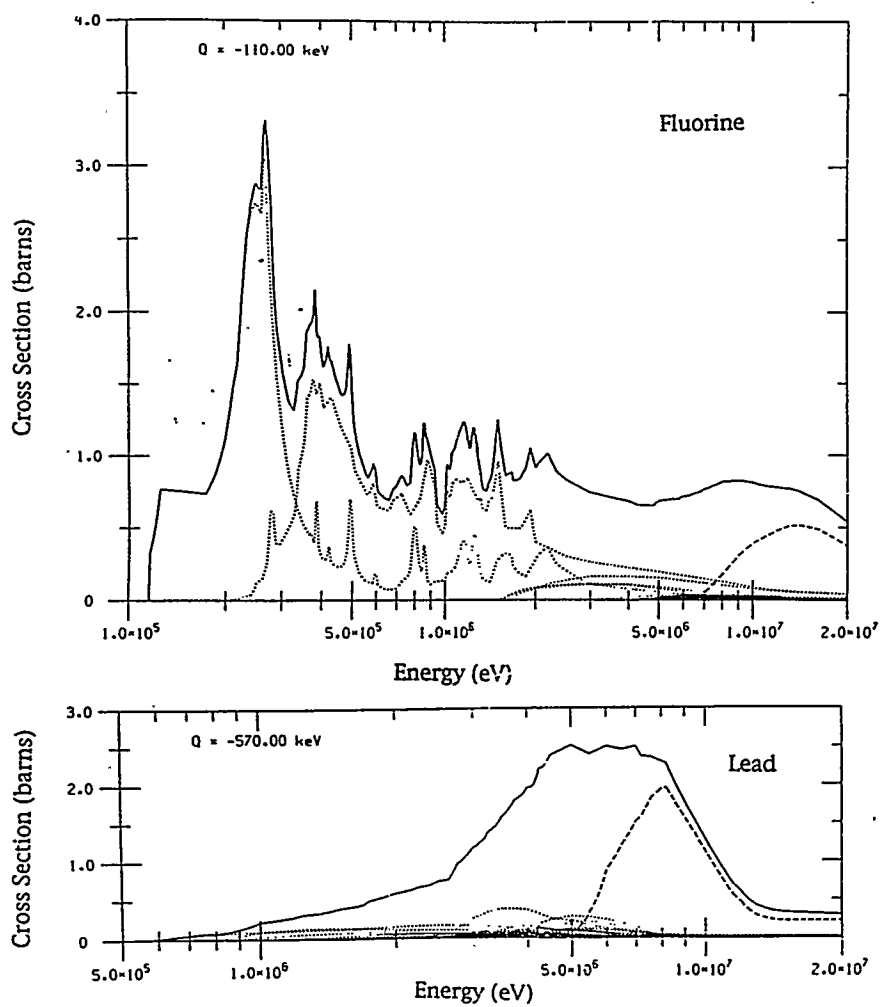 4.0
Q = -110.00 keV
Fluorine
3.0
2.0
1.0
0
Cross Section (barns)
1.0×10⁵
5.0×10⁵
1.0×10⁶
5.0×10⁶
1.0×10⁷
2.0×10⁷
Energy (eV)
3.0
Q = -570.00 keV
Lead
2.0
1.0
0
Cross Section (barns)
5.0×10⁵
1.0×10⁶
5.0×10⁶
1.0×10⁷
2.0×10⁷
Energy (eV)